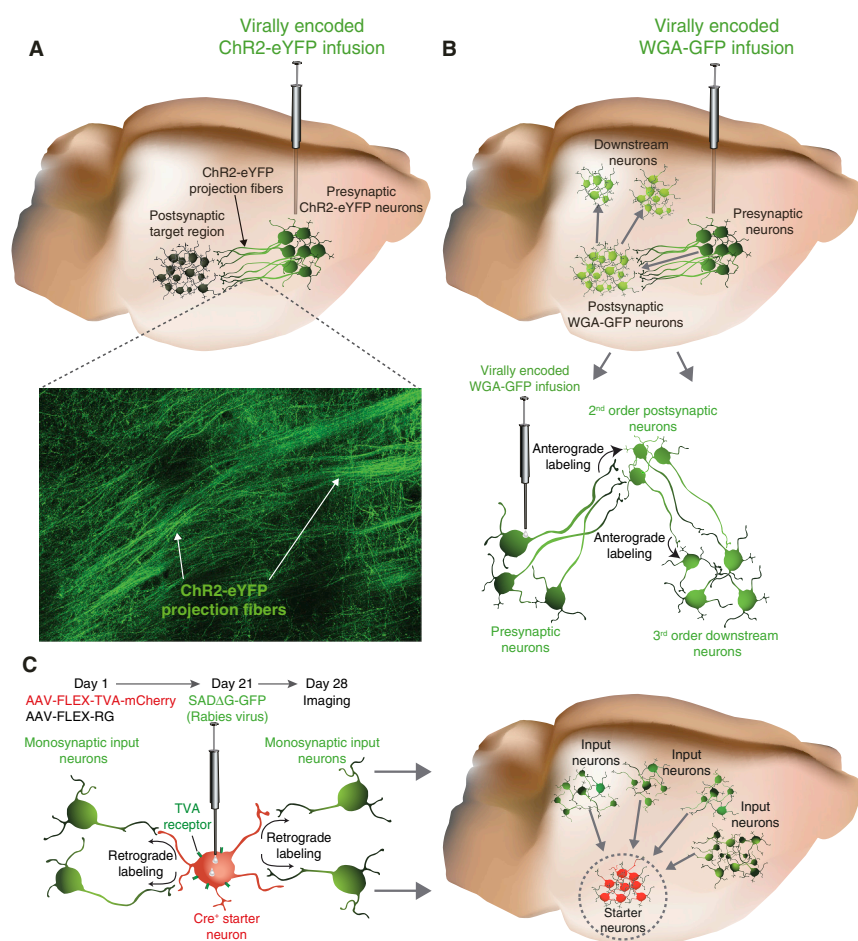 A
Virally encoded
ChR2-eYFP infusion
ChR2-eYFP
projection fibers
Presynaptic
ChR2-eYFP neurons
Postsynaptic
target region
ChR2-eYFP
projection fibers
B
Virally encoded
WGA-GFP infusion
Downstream
neurons
Presynaptic
neurons
Postsynaptic
WGA-GFP neurons
Virally encoded
WGA-GFP infusion
2nd order postsynaptic
neurons
Anterograde
labeling
Anterograde
labeling
Presynaptic
neurons
3rd order downstream
neurons
C
Day 1
Day 21
Day 28
AAV-FLEX-TVA-mCherry
SADΔG-GFP
Imaging
AAV-FLEX-RG
(Rabies virus)
Monosynaptic input
neurons
Monosynaptic input
neurons
TVA
receptor
Retrograde
labeling
Retrograde
labeling
Cre+ starter
neuron
Input
neurons
Input
neurons
Input
neurons
Starter
neurons